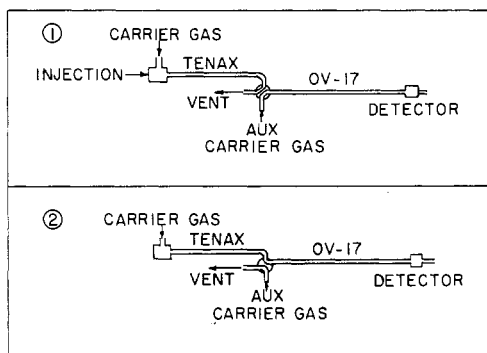 ①
CARRIER GAS
TENAX
INJECTION
OV-17
VENT
DETECTOR
AUX
CARRIER GAS
②
CARRIER GAS
TENAX
OV-17
VENT
DETECTOR
AUX
CARRIER GAS